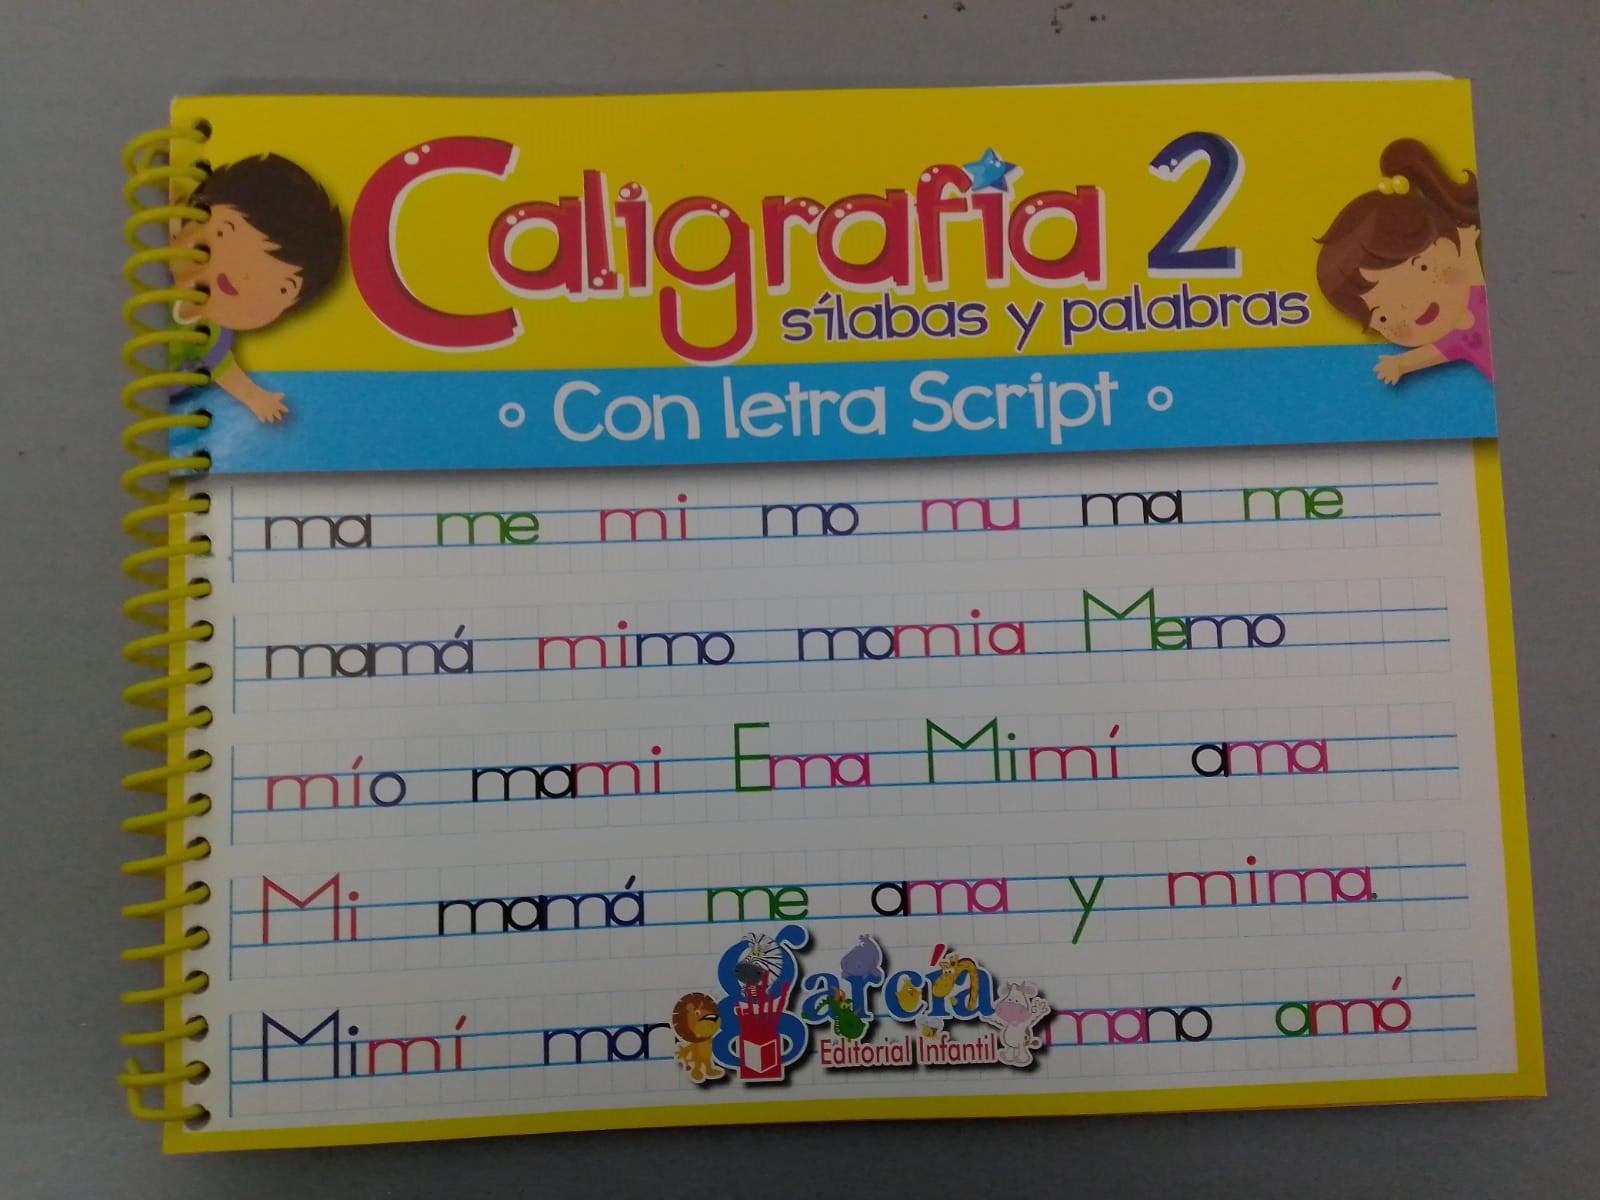 Caligrafía 2
sílabas y palabras
Con letra Script
ma me mi mo mu ma me
mamá mimo momia Memo
mío mami Ema Mimí ama
Mi mamá me ama y mima.
Mimí mano amó
García
Editorial Infantil